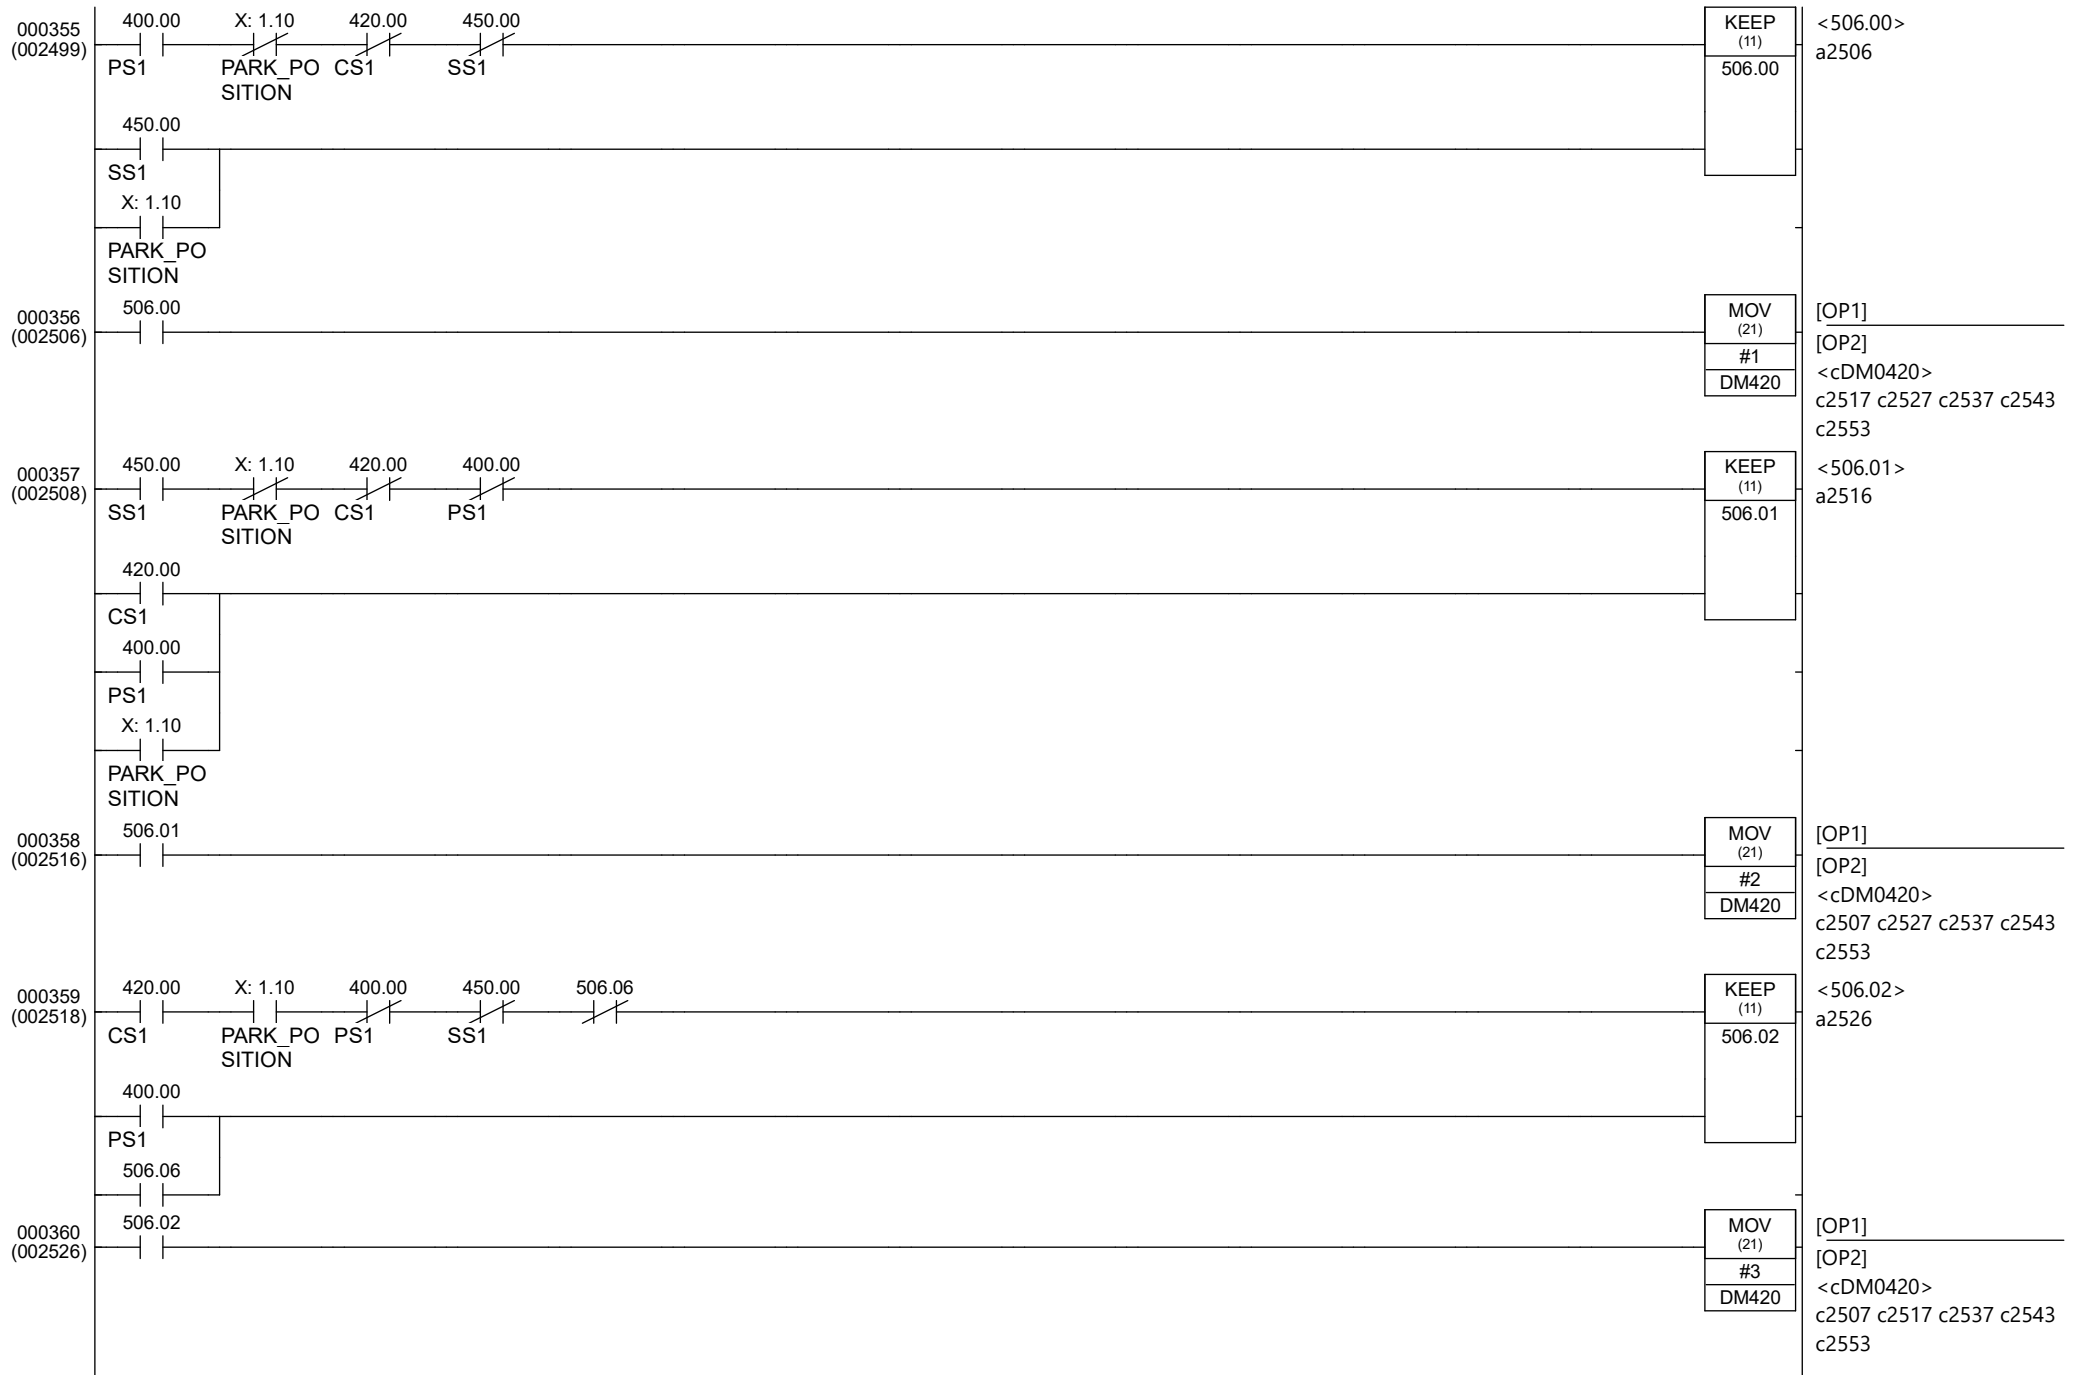 000355
(002499)
400.00 X: 1.10 420.00 450.00
PS1 PARK_PO CS1 SS1
SITION
KEEP
(11)
506.00
<506.00>
a2506
450.00
SS1
X: 1.10
PARK_PO
SITION
000356
(002506)
506.00
MOV
(21)
#1
DM420
[OP1]
[OP2]
<cDM0420>
c2517 c2527 c2537 c2543
c2553
000357
(002508)
450.00 X: 1.10 420.00 400.00
SS1 PARK_PO CS1 PS1
SITION
KEEP
(11)
506.01
<506.01>
a2516
420.00
CS1
400.00
PS1
X: 1.10
PARK_PO
SITION
000358
(002516)
506.01
MOV
(21)
#2
DM420
[OP1]
[OP2]
<cDM0420>
c2507 c2527 c2537 c2543
c2553
000359
(002518)
420.00 X: 1.10 400.00 450.00 506.06
CS1 PARK_PO PS1 SS1
SITION
KEEP
(11)
506.02
<506.02>
a2526
400.00
PS1
506.06
000360
(002526)
506.02
MOV
(21)
#3
DM420
[OP1]
[OP2]
<cDM0420>
c2507 c2517 c2537 c2543
c2553